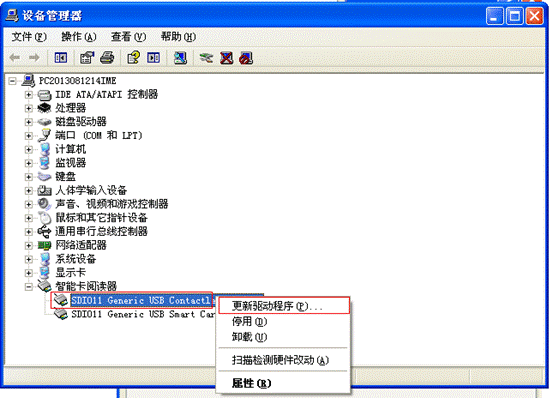 设备管理器
文件(F) 操作(A) 查看(V) 帮助(H)
PC2013081214IME
IDE ATA/ATAPI 控制器
处理器
磁盘驱动器
端口 (COM 和 LPT)
计算机
监视器
键盘
人体学输入设备
声音、视频和游戏控制器
鼠标和其它指针设备
通用串行总线控制器
网络适配器
系统设备
显示卡
智能卡阅读器
SDI011 Generic USB Contactl
SDI011 Generic USB Smart Car
更新驱动程序(P)...
停用(D)
卸载(U)
扫描检测硬件改动(A)
属性(R)